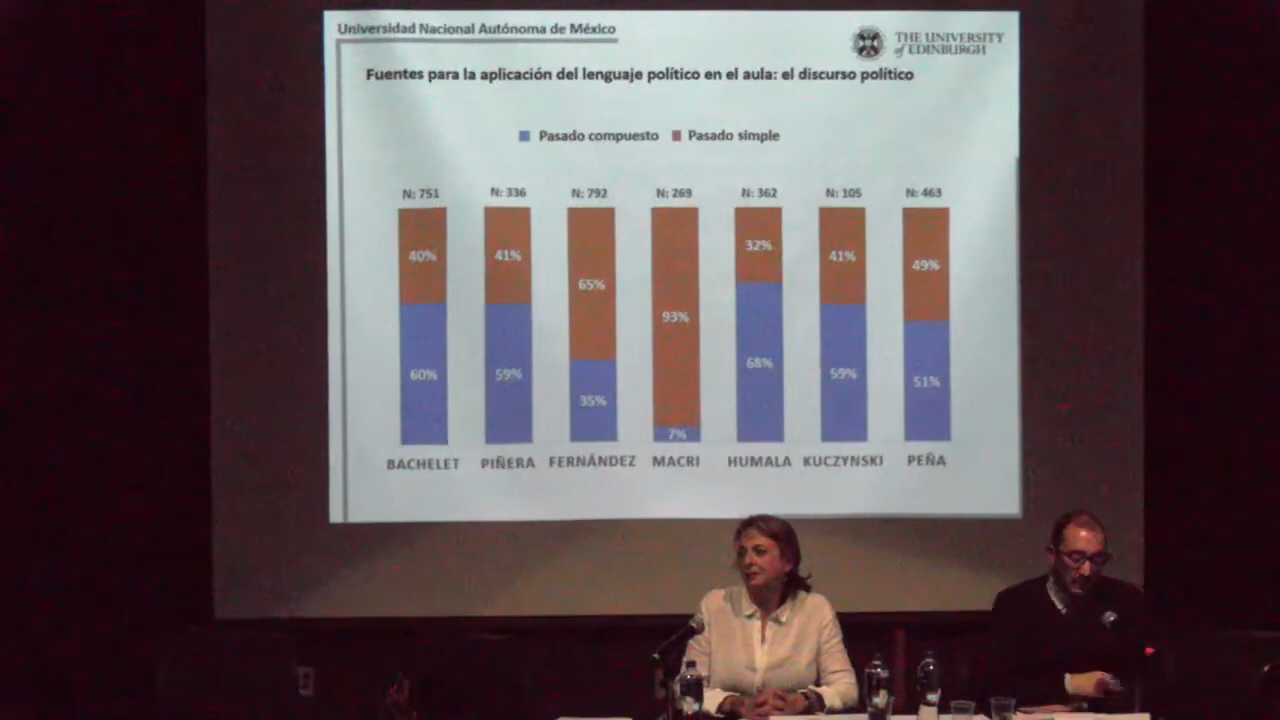 Universidad Nacional Autónoma de México
THE UNIVERSITY
of EDINBURGH
Fuentes para la aplicación del lenguaje político en el aula: el discurso político
Pasado compuesto Pasado simple
N: 751 N: 336 N: 792 N: 269 N: 362 N: 105 N: 463
40% 41% 65% 93% 32% 41% 49%
60% 59% 35% 7% 68% 59% 51%
BACHELET PIÑERA FERNÁNDEZ MACRI HUMALA KUCZYNSKI PEÑA